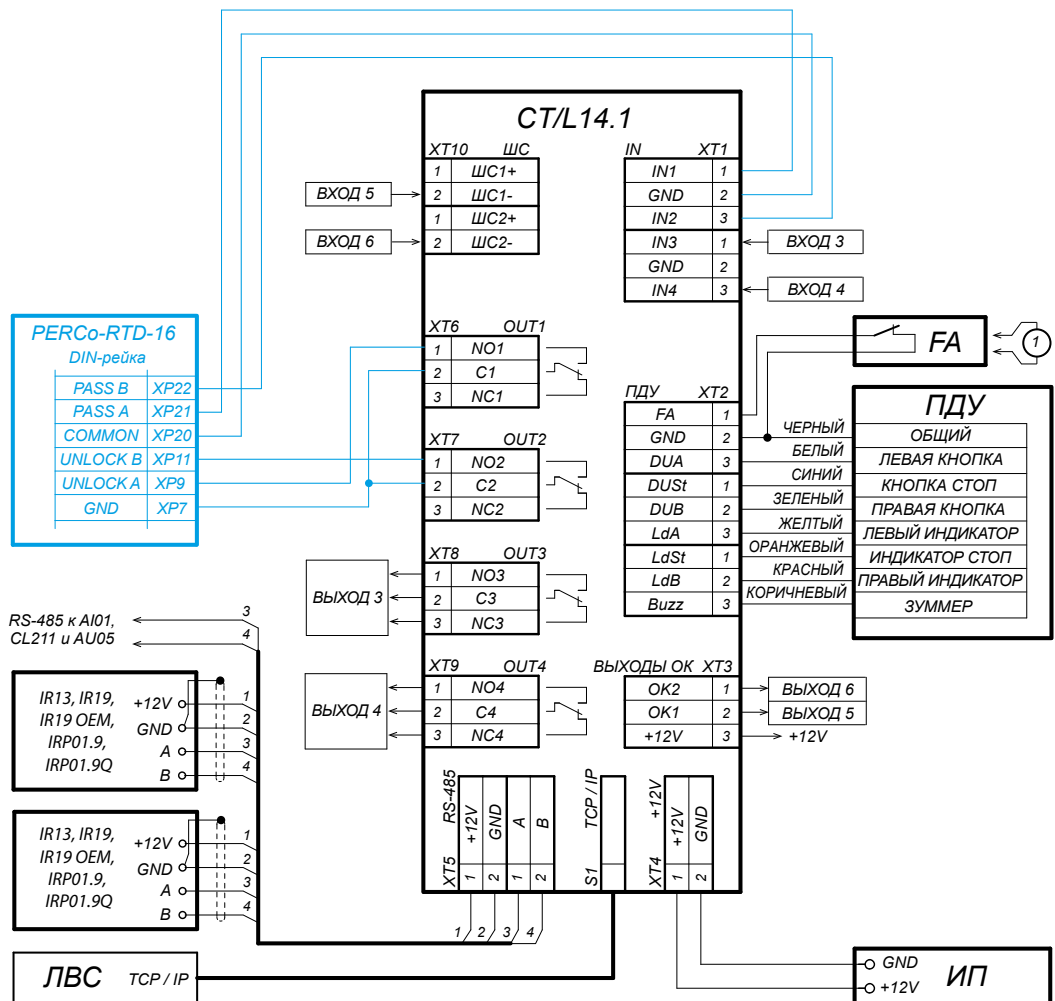 CT/L14.1
XT10 ШС
1 ШС1+
2 ШС1-
1 ШС2+
2 ШС2-
ВХОД 5
ВХОД 6
IN XT1
IN1 1
GND 2
IN2 3
IN3 1
GND 2
IN4 3
ВХОД 3
ВХОД 4
PERCo-RTD-16
DIN-рейка
PASS B XP22
PASS A XP21
COMMON XP20
UNLOCK B XP11
UNLOCK A XP9
GND XP7
XT6 OUT1
1 NO1
2 C1
3 NC1
XT7 OUT2
1 NO2
2 C2
3 NC2
XT8 OUT3
1 NO3
2 C3
3 NC3
ВЫХОД 3
XT9 OUT4
1 NO4
2 C4
3 NC4
ВЫХОД 4
FA
1
ПДУ XT2
FA 1
GND 2
DUA 3
DUSt 1
DUB 2
LdA 3
LdSt 1
LdB 2
Buzz 3
ЧЕРНЫЙ
БЕЛЫЙ
СИНИЙ
ЗЕЛЕНЫЙ
ЖЕЛТЫЙ
ОРАНЖЕВЫЙ
КРАСНЫЙ
КОРИЧНЕВЫЙ
ПДУ
ОБЩИЙ
ЛЕВАЯ КНОПКА
КНОПКА СТОП
ПРАВАЯ КНОПКА
ЛЕВЫЙ ИНДИКАТОР
ИНДИКАТОР СТОП
ПРАВЫЙ ИНДИКАТОР
ЗУММЕР
ВЫХОДЫ ОК XT3
OK2 1
OK1 2
+12V 3
ВЫХОД 6
ВЫХОД 5
+12V
RS-485 к AI01,
CL211 и AU05
3
4
IR13, IR19,
IR19 OEM,
IRP01.9,
IRP01.9Q
+12V 1
GND 2
A 3
B 4
IR13, IR19,
IR19 OEM,
IRP01.9,
IRP01.9Q
+12V 1
GND 2
A 3
B 4
XT5 RS-485
1 +12V
2 GND
1 A
2 B
1 2 3 4
S1 TCP / IP
XT4 +12V
1 +12V
2 GND
ЛВС TCP / IP
GND
+12V
ИП